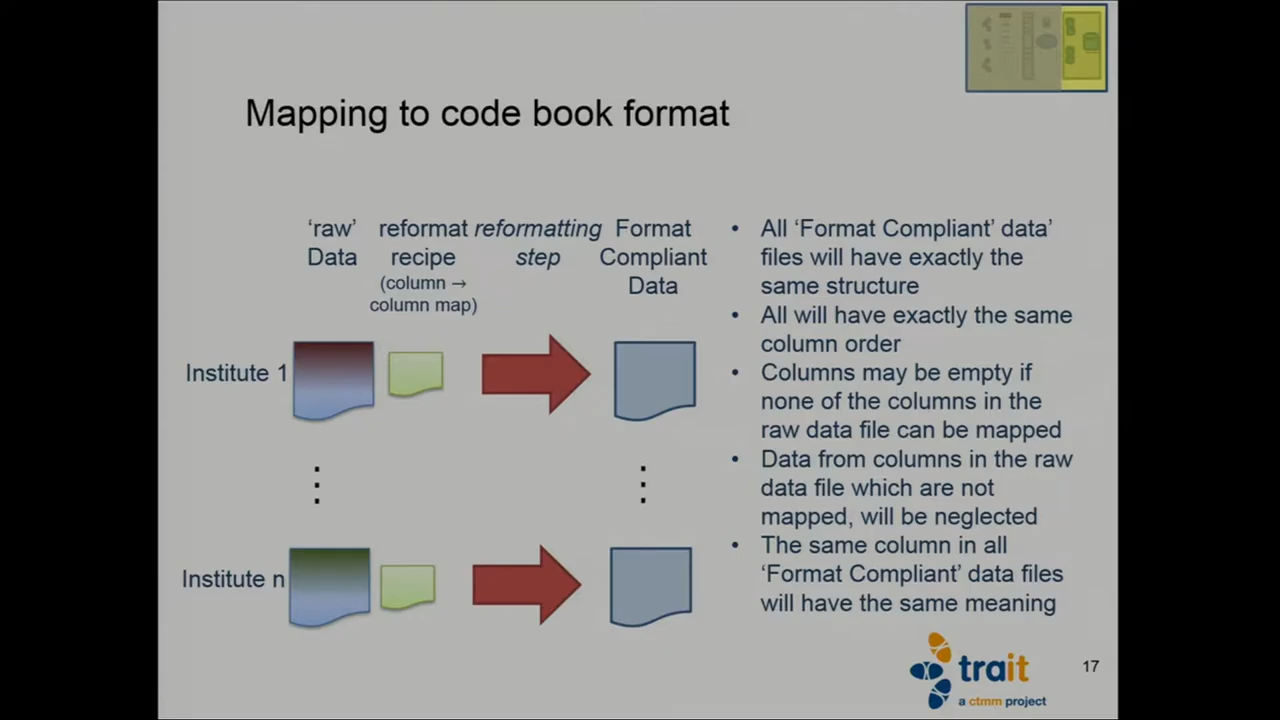 Mapping to code book format
‘raw’
Data
reformat
recipe
(column →
column map)
reformatting
step
Format
Compliant
Data
Institute 1
Institute n
• All ‘Format Compliant’ data’
files will have exactly the
same structure
• All will have exactly the same
column order
• Columns may be empty if
none of the columns in the
raw data file can be mapped
• Data from columns in the raw
data file which are not
mapped, will be neglected
• The same column in all
‘Format Compliant’ data files
will have the same meaning
trait
a ctmm project
17